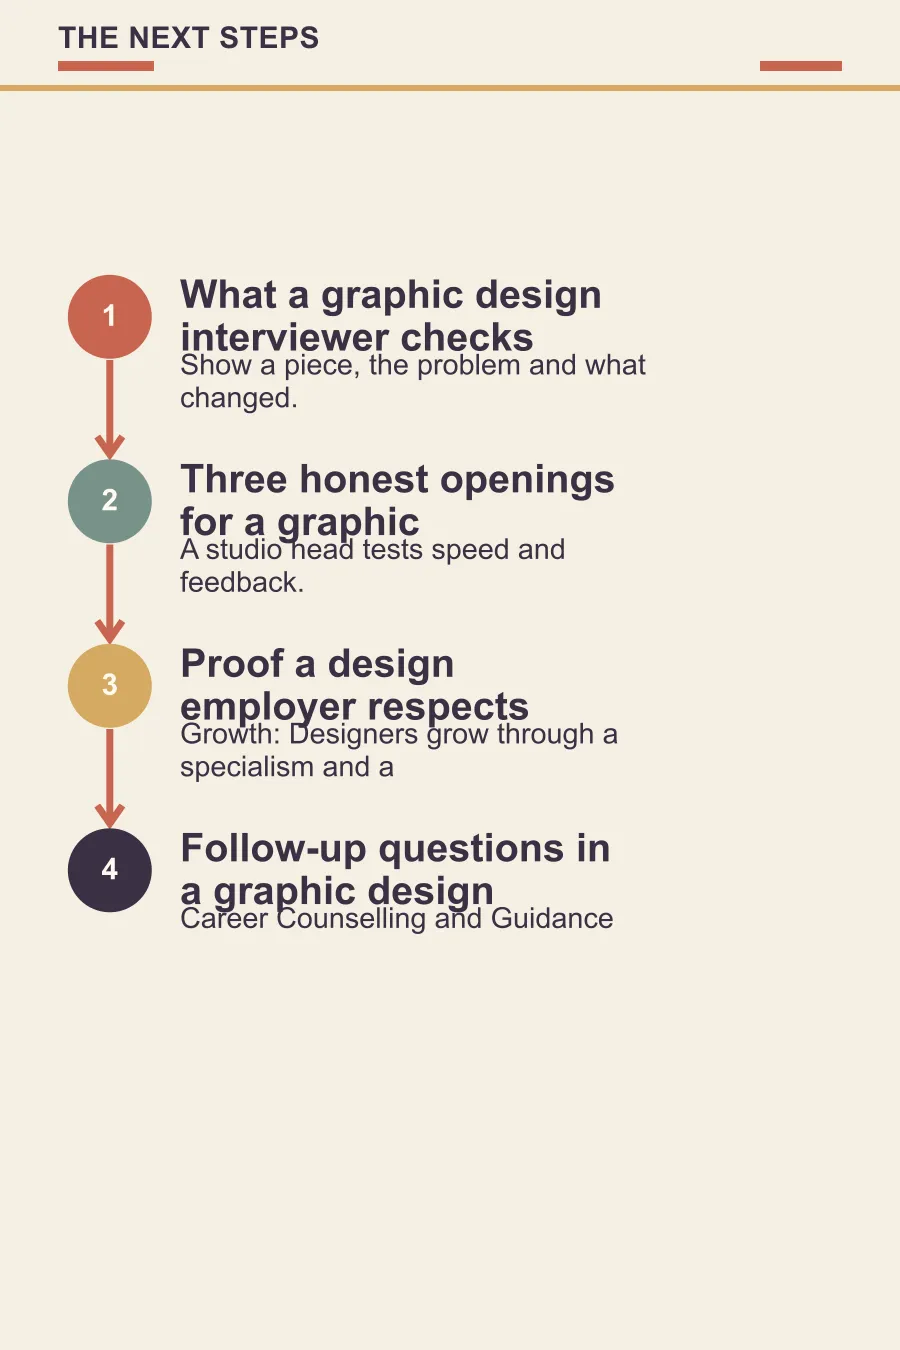 THE NEXT STEPS
1
What a graphic design
interviewer checks
Show a piece, the problem and what
changed.
2
Three honest openings
for a graphic
A studio head tests speed and
feedback.
3
Proof a design
employer respects
Growth: Designers grow through a
specialism and a
4
Follow-up questions in
a graphic design
Career Counselling and Guidance